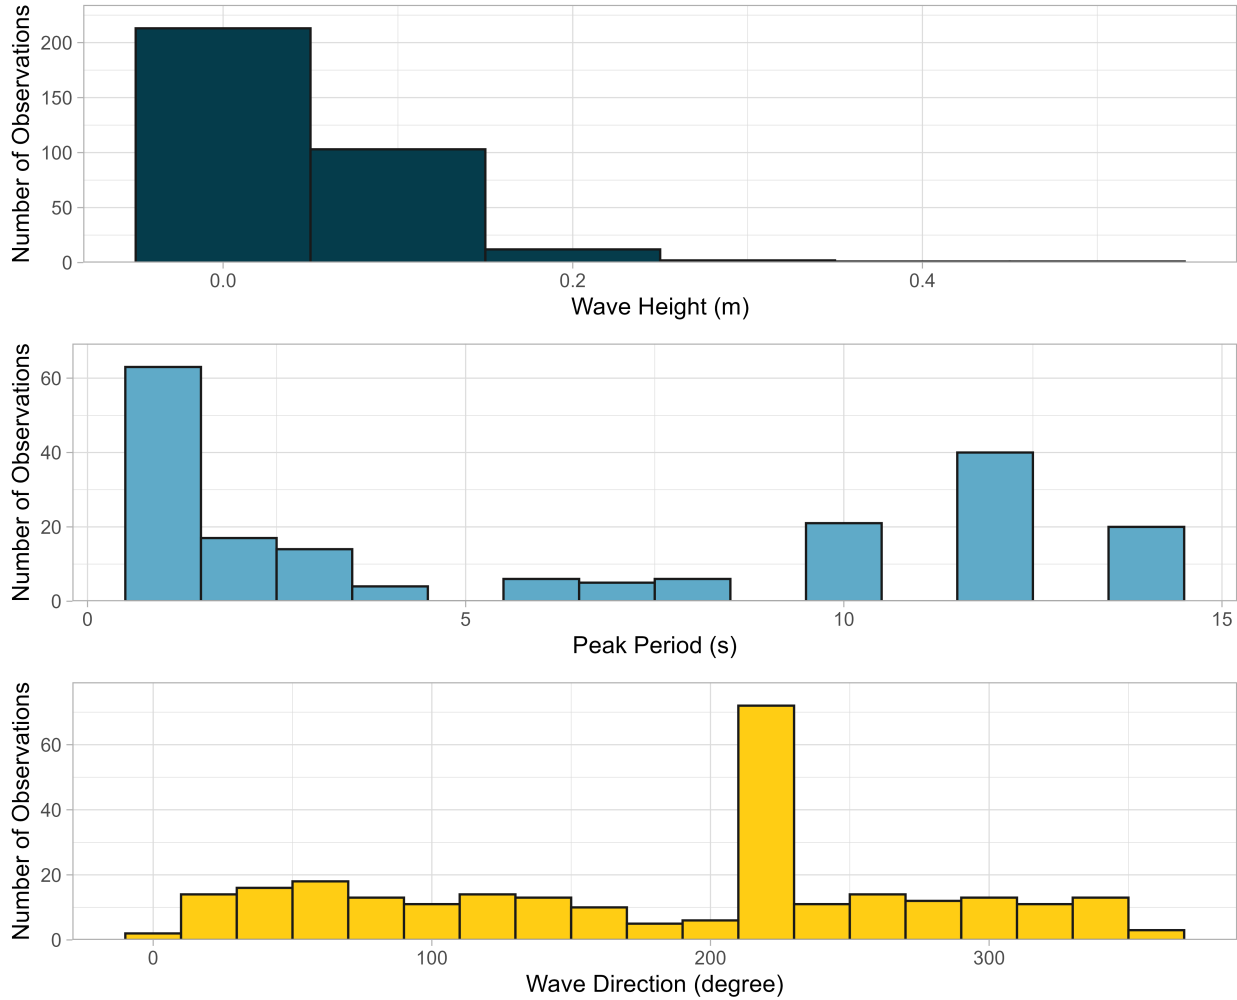 Number of Observations
200
150
100
50
0
0.0 0.2 0.4
Wave Height (m)
Number of Observations
60
40
20
0
0 5 10 15
Peak Period (s)
Number of Observations
60
40
20
0
0 100 200 300
Wave Direction (degree)